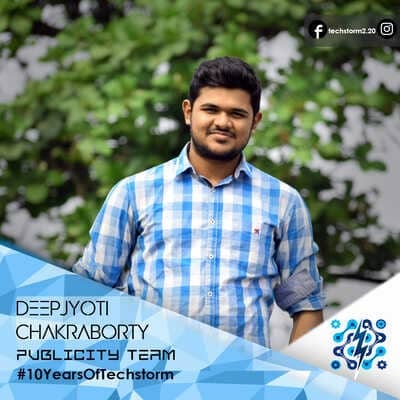 techstorm2.20
DEEPJYOTI
CHAKRABORTY
PUBLICITY TEAM
#10YearsOfTechstorm